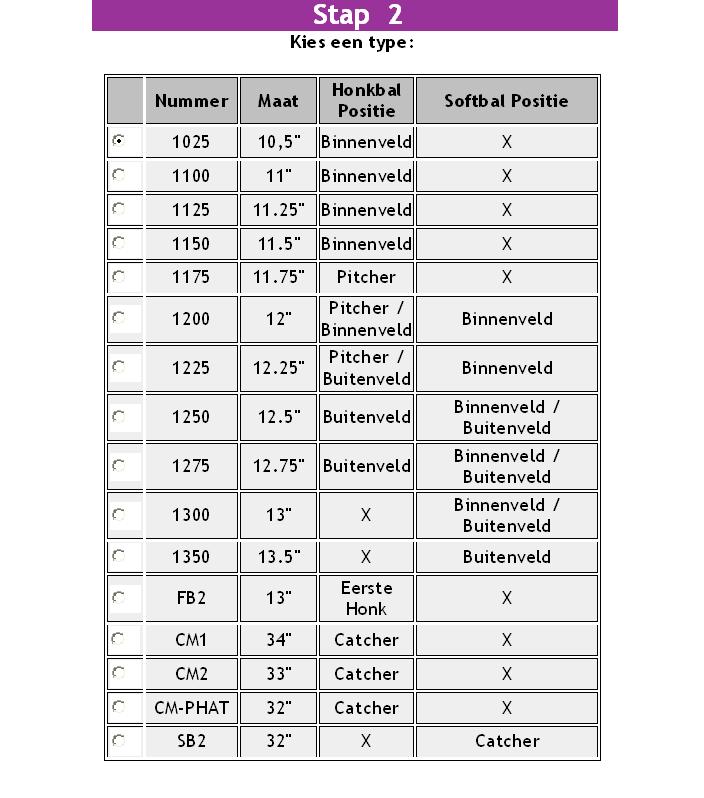 Stap 2
Kies een type:
Nummer Maat Honkbal Positie Softbal Positie
1025 10,5" Binnenveld X
1100 11" Binnenveld X
1125 11.25" Binnenveld X
1150 11.5" Binnenveld X
1175 11.75" Pitcher X
1200 12" Pitcher / Binnenveld Binnenveld
1225 12.25" Pitcher / Buitenveld Binnenveld
1250 12.5" Buitenveld Binnenveld / Buitenveld
1275 12.75" Buitenveld Binnenveld / Buitenveld
1300 13" X Binnenveld / Buitenveld
1350 13.5" X Buitenveld
FB2 13" Eerste Honk X
CM1 34" Catcher X
CM2 33" Catcher X
CM-PHAT 32" Catcher X
SB2 32" X Catcher